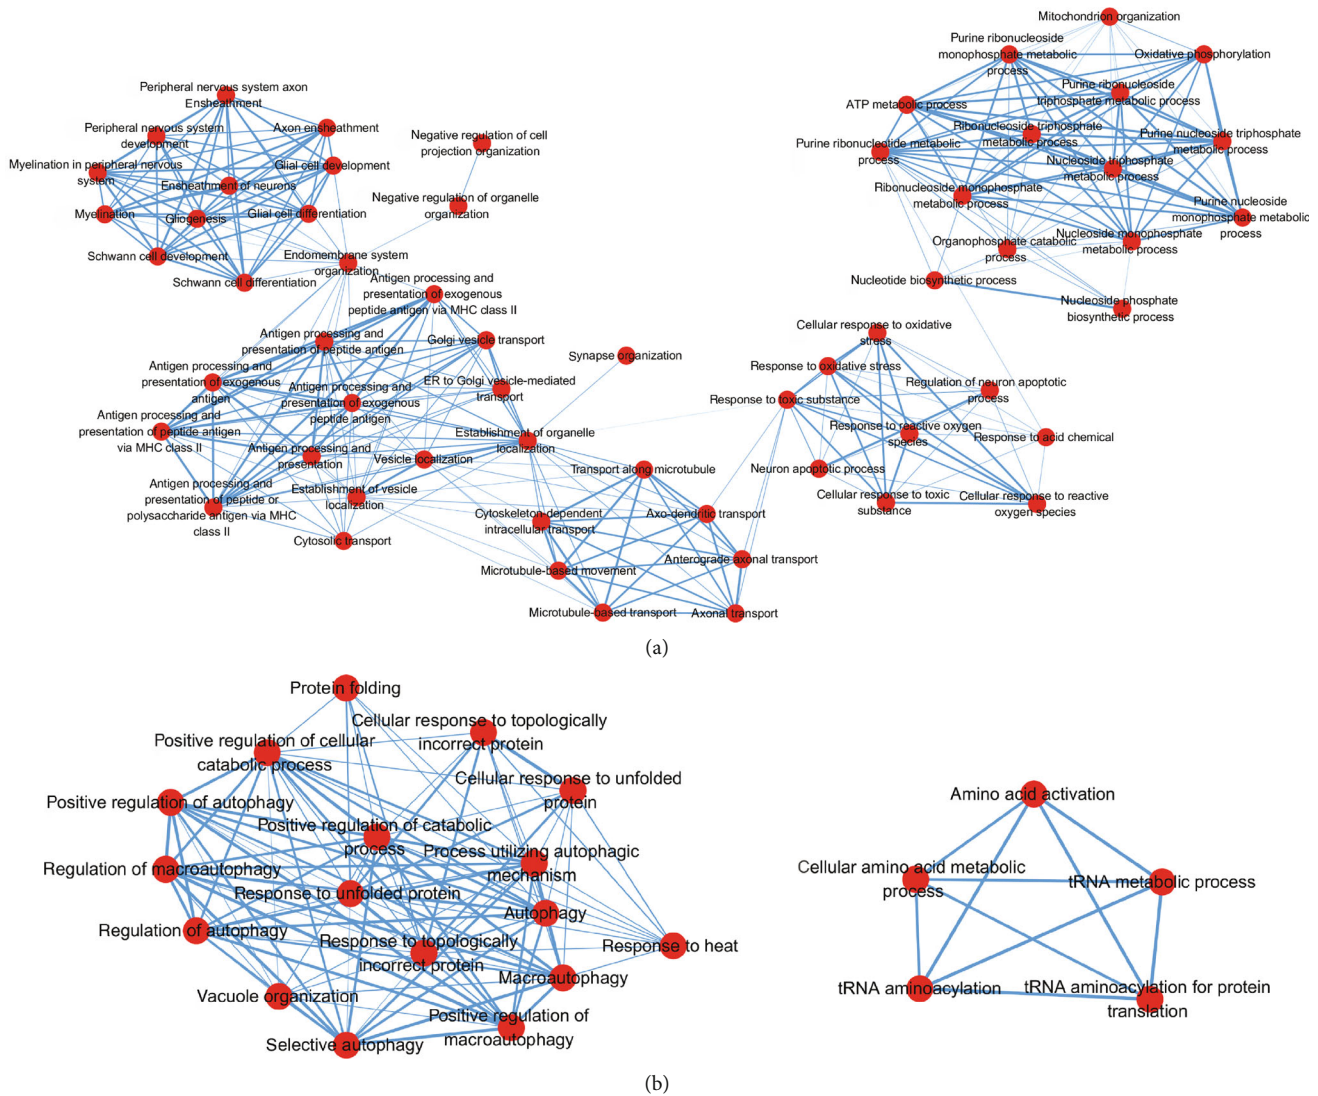 Mitochondrion organization
Purine ribonucleoside
monophosphate metabolic
process
Oxidative phosphorylation
Purine ribonucleoside
triphosphate metabolic process
ATP metabolic process
Ribonucleoside triphosphate
metabolic process
Purine nucleoside triphosphate
metabolic process
Purine ribonucleotide metabolic
process
Nucleoside triphosphate
metabolic process
Ribonucleoside monophosphate
metabolic process
Purine nucleoside
monophosphate metabolic
process
Organophosphate catabolic
process
Nucleoside monophosphate
metabolic process
Nucleotide biosynthetic process
Nucleoside phosphate
biosynthetic process
Peripheral nervous system axon
Ensheathment
Peripheral nervous system
development
Axon ensheathment
Myelination in peripheral nervous
system
Glial cell development
Ensheathment of neurons
Myelination
Gliogenesis
Glial cell differentiation
Schwann cell development
Schwann cell differentiation
Negative regulation of cell
projection organization
Negative regulation of organelle
organization
Endomembrane system
organization
Antigen processing and
presentation of exogenous
peptide antigen via MHC class II
Antigen processing and
presentation of peptide antigen
Golgi vesicle transport
Antigen processing and
presentation of exogenous
antigen
Antigen processing and
presentation of exogenous
peptide antigen
ER to Golgi vesicle-mediated
transport
Antigen processing and
presentation of peptide antigen
via MHC class II
Antigen processing and
presentation
Vesicle localization
Establishment of organelle
localization
Antigen processing and
presentation of peptide or
polysaccharide antigen via MHC
class II
Establishment of vesicle
localization
Cytosolic transport
Synapse organization
Transport along microtubule
Cytoskeleton-dependent
intracellular transport
Axo-dendritic transport
Anterograde axonal transport
Microtubule-based movement
Microtubule-based transport
Axonal transport
Cellular response to oxidative
stress
Response to oxidative stress
Regulation of neuron apoptotic
process
Response to toxic substance
Response to reactive oxygen
species
Response to acid chemical
Neuron apoptotic process
Cellular response to toxic
substance
Cellular response to reactive
oxygen species
(a)
Protein folding
Cellular response to topologically
incorrect protein
Positive regulation of cellular
catabolic process
Cellular response to unfolded
protein
Positive regulation of autophagy
Positive regulation of catabolic
process
Process utilizing autophagic
mechanism
Regulation of macroautophagy
Response to unfolded protein
Autophagy
Regulation of autophagy
Response to topologically
incorrect protein
Response to heat
Macroautophagy
Vacuole organization
Positive regulation of
macroautophagy
Selective autophagy
Amino acid activation
Cellular amino acid metabolic
process
tRNA metabolic process
tRNA aminoacylation
tRNA aminoacylation for protein
translation
(b)